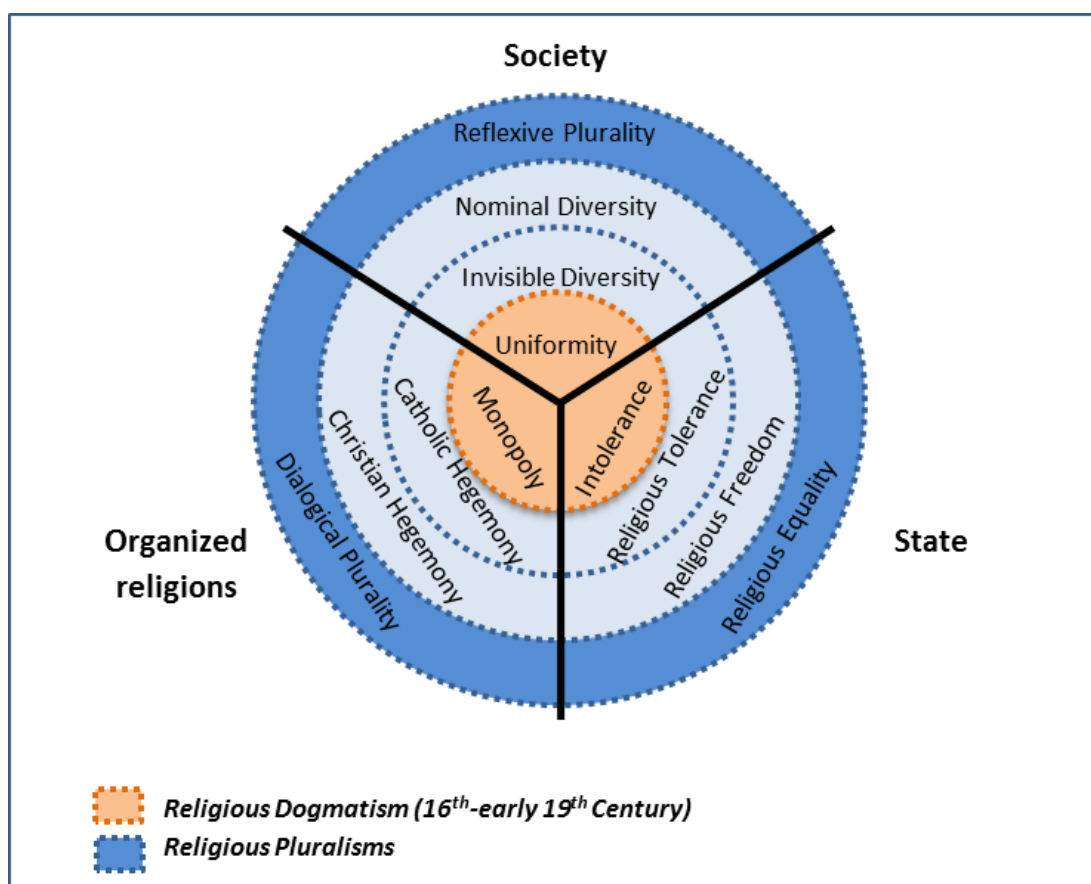 Society
Reflexive Plurality
Nominal Diversity
Invisible Diversity
Uniformity
Monopoly
Intolerance
Catholic Hegemony
Religious Tolerance
Christian Hegemony
Religious Freedom
Dialogical Plurality
Religious Equality
Organized
religions
State
Religious Dogmatism (16th-early 19th Century)
Religious Pluralisms